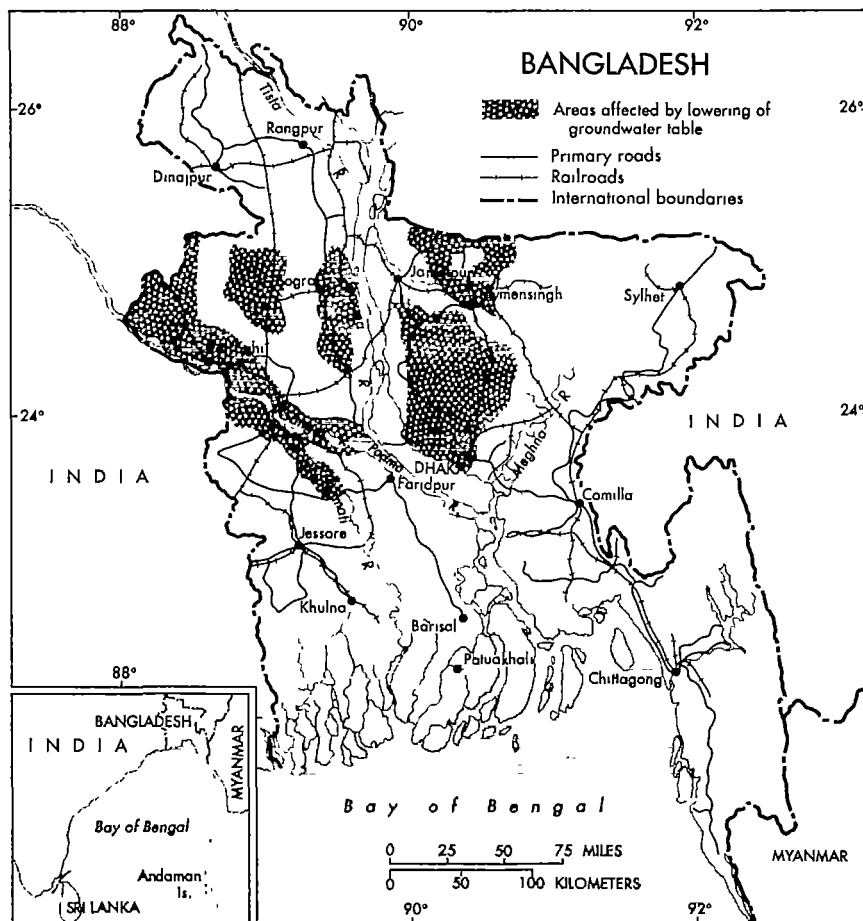 88° 90° 92°
BANGLADESH
26° 26°
Areas affected by lowering of
groundwater table
Primary roads
Railroads
International boundaries
Tista
Rangpur
Dinajpur
R
Sylhet
R
R
24° 24°
INDIA
INDIA
Padma
DHAKA
Meghna
Faridpur
R
Comilla
Jessore
R
Khulna
Barisal
Patuakhali
Chittagong
88°
BANGLADESH
INDIA
MYANMAR
Bay of Bengal
Andaman
Is.
SRI LANKA
Bay of Bengal
0 25 50 75 MILES
0 50 100 KILOMETERS
MYANMAR
90° 92°